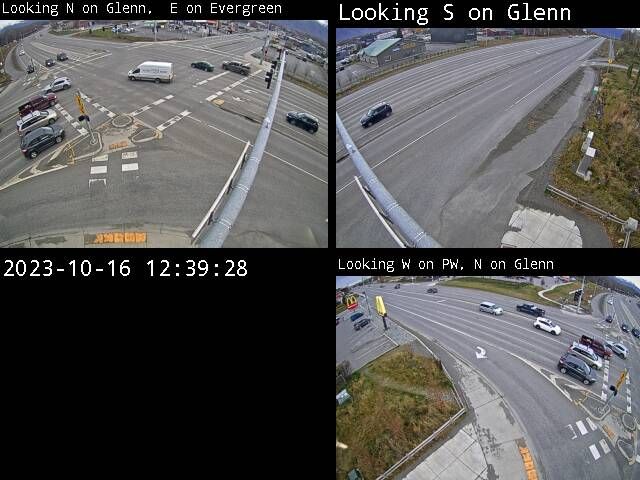 Looking N on Glenn,  E on Evergreen
Looking S on Glenn
2023-10-16 12:39:28
Looking W on PW, N on Glenn